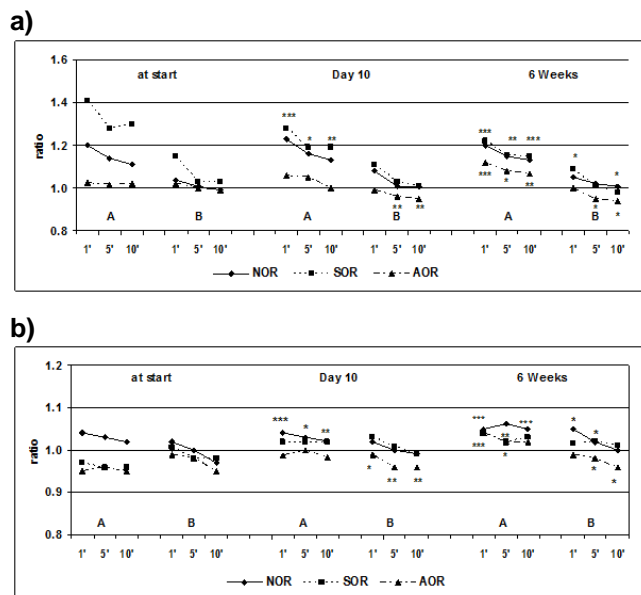 a)
1.6
at start Day 10 6 Weeks
1.4
*** * **
*** ** ***
1.2
* *
ratio
*** * **
1.0
** **
* *
A B A B A B
0.8
1' 5' 10' 1' 5' 10' 1' 5' 10' 1' 5' 10' 1' 5' 10' 1' 5' 10'
NOR SOR AOR
b)
1.2
at start Day 10 6 Weeks
1.1
*** * ** *** *** *
** *
ratio
1.0
*** *
* ** ** * *
0.9
A B A B A B
0.8
1' 5' 10' 1' 5' 10' 1' 5' 10' 1' 5' 10' 1' 5' 10' 1' 5' 10'
NOR SOR AOR